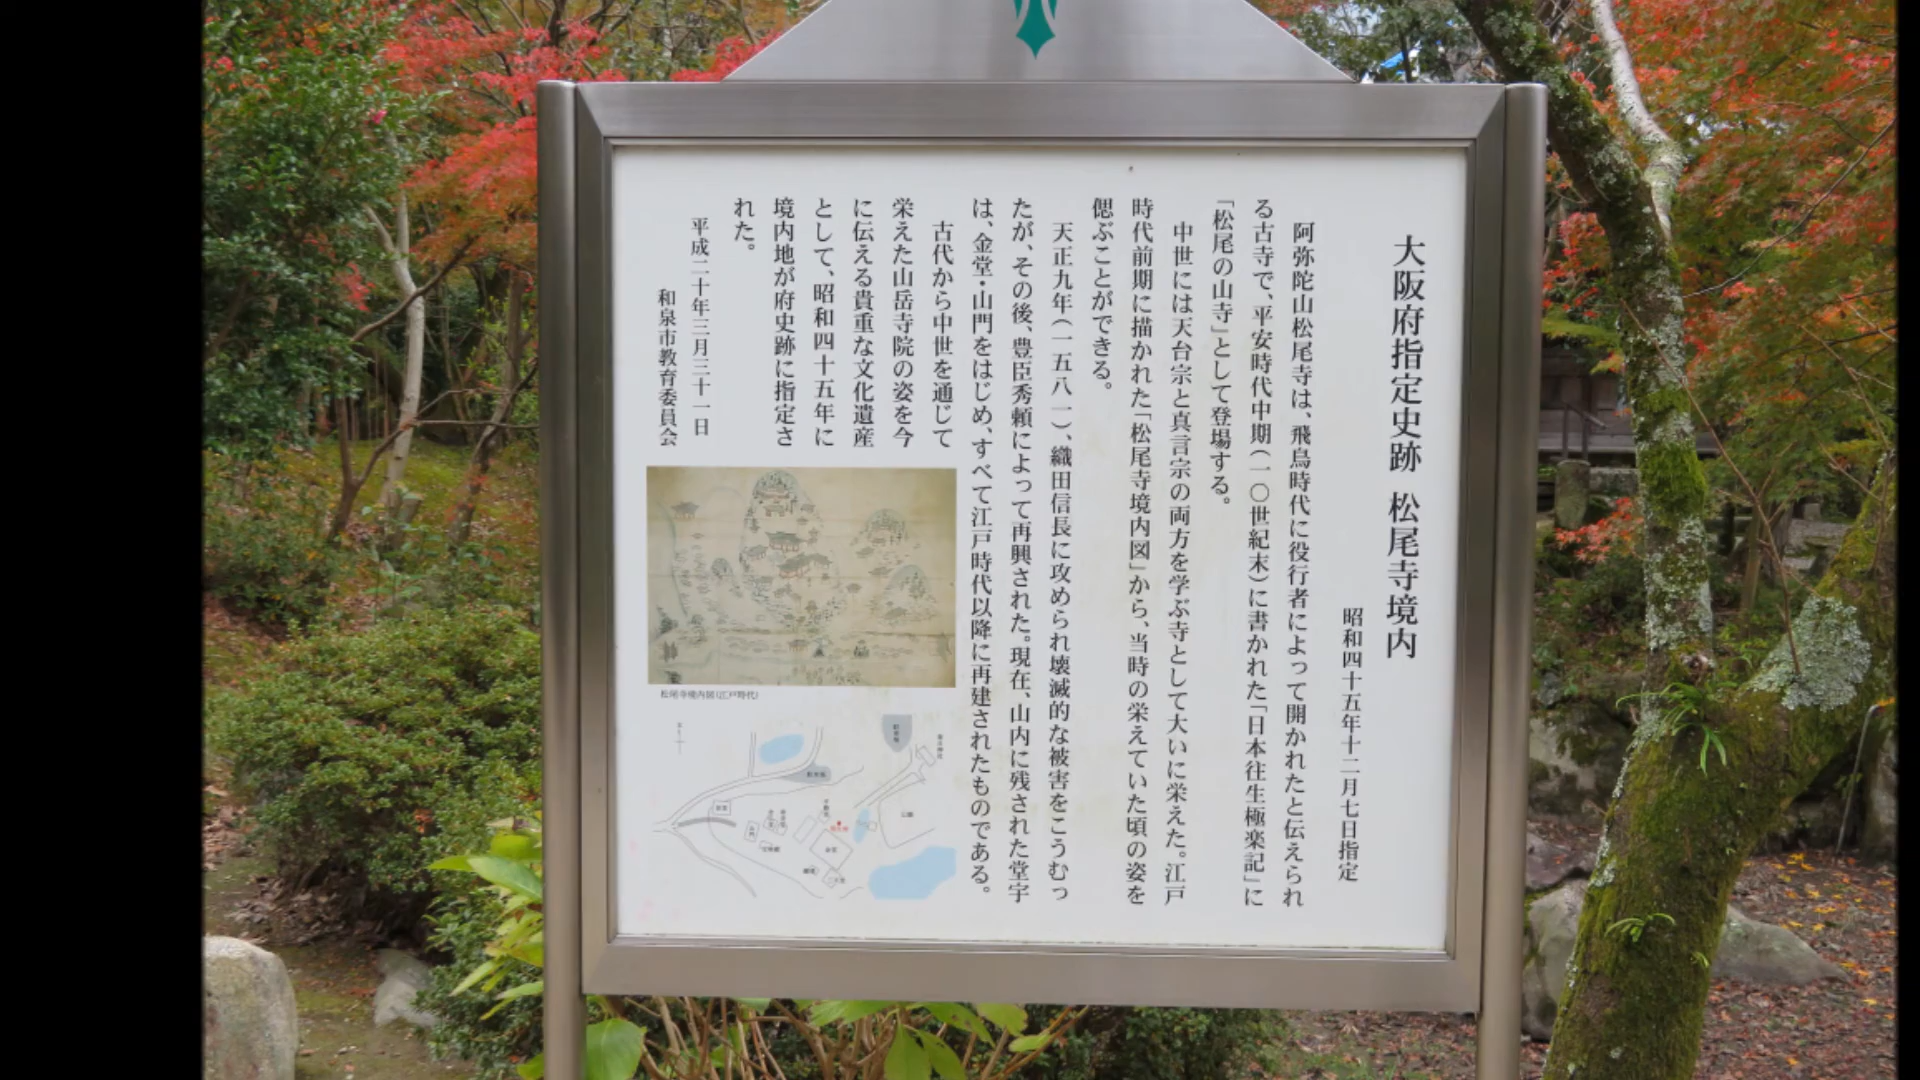 大阪府指定史跡 松尾寺境内
昭和四十五年十二月七日指定
阿弥陀山松尾寺は、飛鳥時代に役行者によって開かれたと伝えられ
る古寺で、平安時代中期(一〇世紀末)に書かれた「日本往生極楽記」に
「松尾の山寺」として登場する。
中世には天台宗と真言宗の両方を学ぶ寺として大いに栄えた。江戸
時代前期に描かれた「松尾寺境内図」から、当時の栄えていた頃の姿を
偲ぶことができる。
天正九年(一五八一)、織田信長に攻められ壊滅的な被害をこうむっ
たが、その後、豊臣秀頼によって再興された。現在、山内に残された堂宇
は、金堂・山門をはじめ、すべて江戸時代以降に再建されたものである。
古代から中世を通じて
栄えた山岳寺院の姿を今
に伝える貴重な文化遺産
として、昭和四十五年に
境内地が府史跡に指定さ
れた。
平成二十年三月三十一日
和泉市教育委員会
松尾寺境内図(江戸時代)